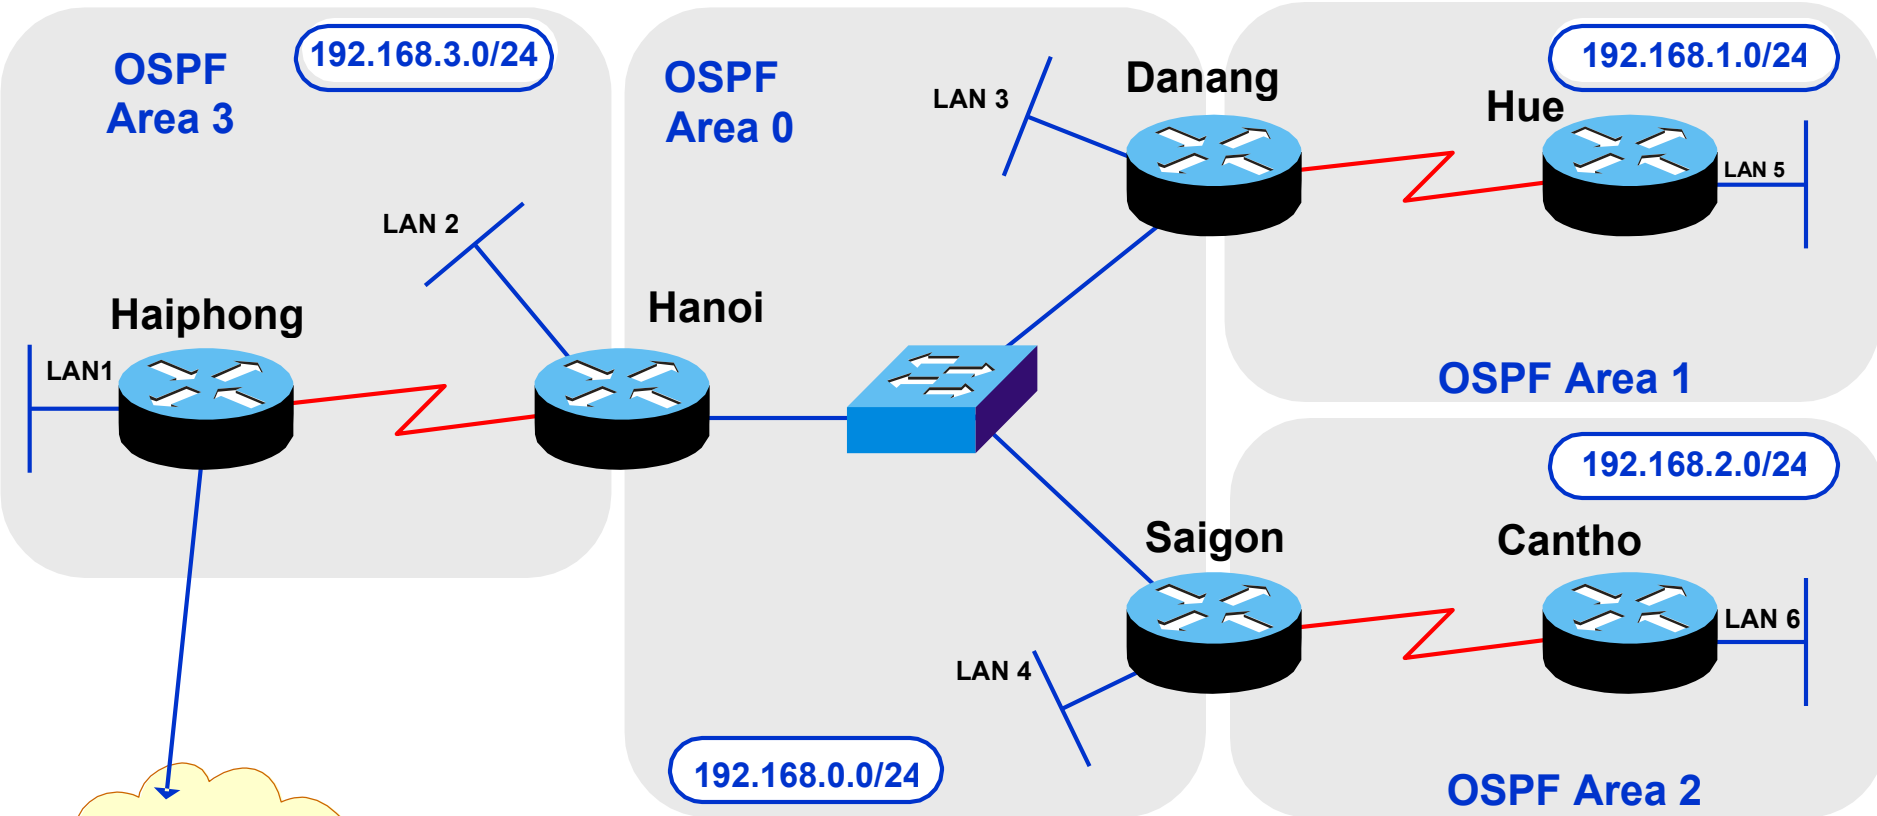 OSPF
Area 3
192.168.3.0/24
OSPF
Area 0
LAN 3
Danang
Hue
192.168.1.0/24
LAN 5
LAN 2
Haiphong
Hanoi
LAN1
OSPF Area 1
192.168.2.0/24
Saigon
Cantho
LAN 6
LAN 4
192.168.0.0/24
OSPF Area 2